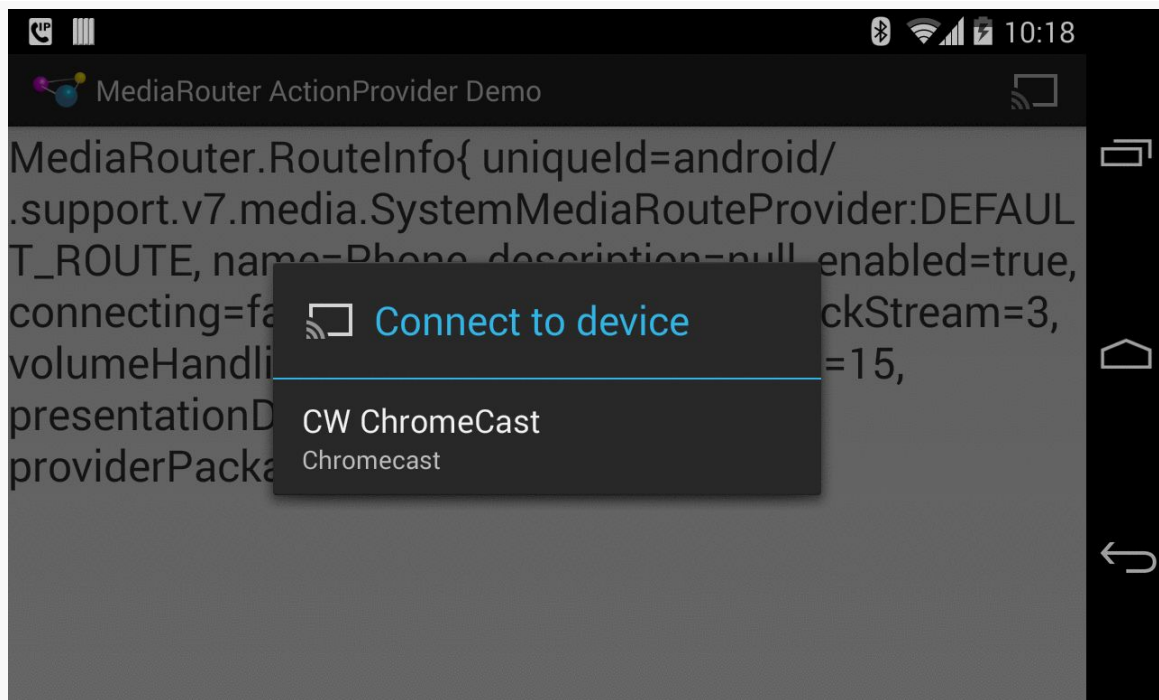 10:18
MediaRouter ActionProvider Demo
MediaRouter.RouteInfo{ uniqueId=android/
.support.v7.media.SystemMediaRouteProvider:DEFAUL
T_ROUTE, name=Phone, description=null, enabled=true,
connecting=fa ckStream=3,
volumeHandli =15,
presentationD
providerPacka
Connect to device
CW ChromeCast
Chromecast